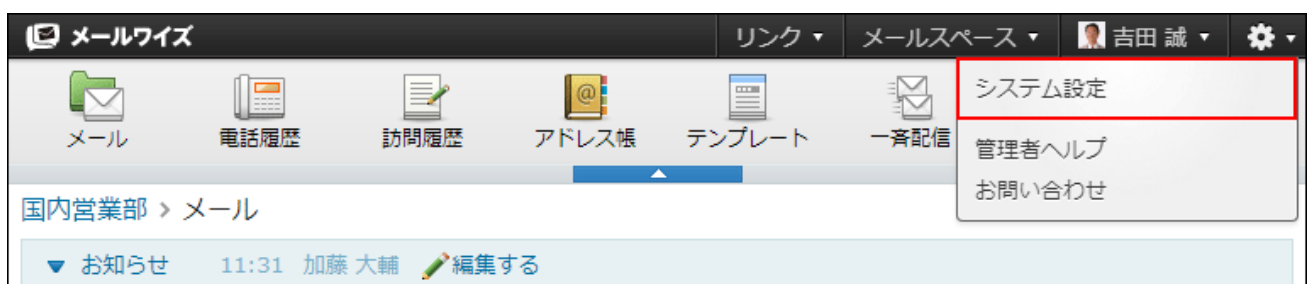 メールワイズ リンク ▼ メールスペース ▼ 吉田 誠 ▼
システム設定
メール 電話履歴 訪問履歴 アドレス帳 テンプレート 一斉配信
管理者ヘルプ
お問い合わせ
国内営業部 > メール
▼ お知らせ 11:31 加藤 大輔 編集する